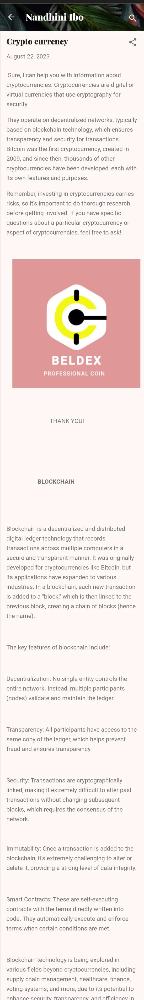 Nandhini Ibo
Crypto currency
August 22, 2023
Sure, I can help you with information about
cryptocurrencies. Cryptocurrencies are digital or
virtual currencies that use cryptography for
security.
They operate on decentralized networks, typically
based on blockchain technology, which ensures
transparency and security for transactions.
Bitcoin was the first cryptocurrency, created in
2009, and since then, thousands of other
cryptocurrencies have been developed, each with
its own features and purposes.
Remember, investing in cryptocurrencies carries
risks, so it's important to do thorough research
before getting involved. If you have specific
questions about a particular cryptocurrency or
aspect of cryptocurrencies, feel free to ask!
BELDEX
PROFESSIONAL COIN
THANK YOU!
BLOCKCHAIN
Blockchain is a decentralized and distributed
digital ledger technology that records
transactions across multiple computers in a
secure and transparent manner. It was originally
developed for cryptocurrencies like Bitcoin, but
its applications have expanded to various
industries. In a blockchain, each new transaction
is added to a "block," which is then linked to the
previous block, creating a chain of blocks (hence
the name).
The key features of blockchain include:
Decentralization: No single entity controls the
entire network. Instead, multiple participants
(nodes) validate and maintain the ledger.
Transparency: All participants have access to the
same copy of the ledger, which helps prevent
fraud and ensures transparency.
Security: Transactions are cryptographically
linked, making it extremely difficult to alter past
transactions without changing subsequent
blocks, which requires the consensus of the
network.
Immutability: Once a transaction is added to the
blockchain, it's extremely challenging to alter or
delete it, providing a strong level of data integrity.
Smart Contracts: These are self-executing
contracts with the terms directly written into
code. They automatically execute and enforce
terms when certain conditions are met.
Blockchain technology is being explored in
various fields beyond cryptocurrencies, including
supply chain management, healthcare, finance,
voting systems, and more, due to its potential to
enhance security, transparency, and efficiency in